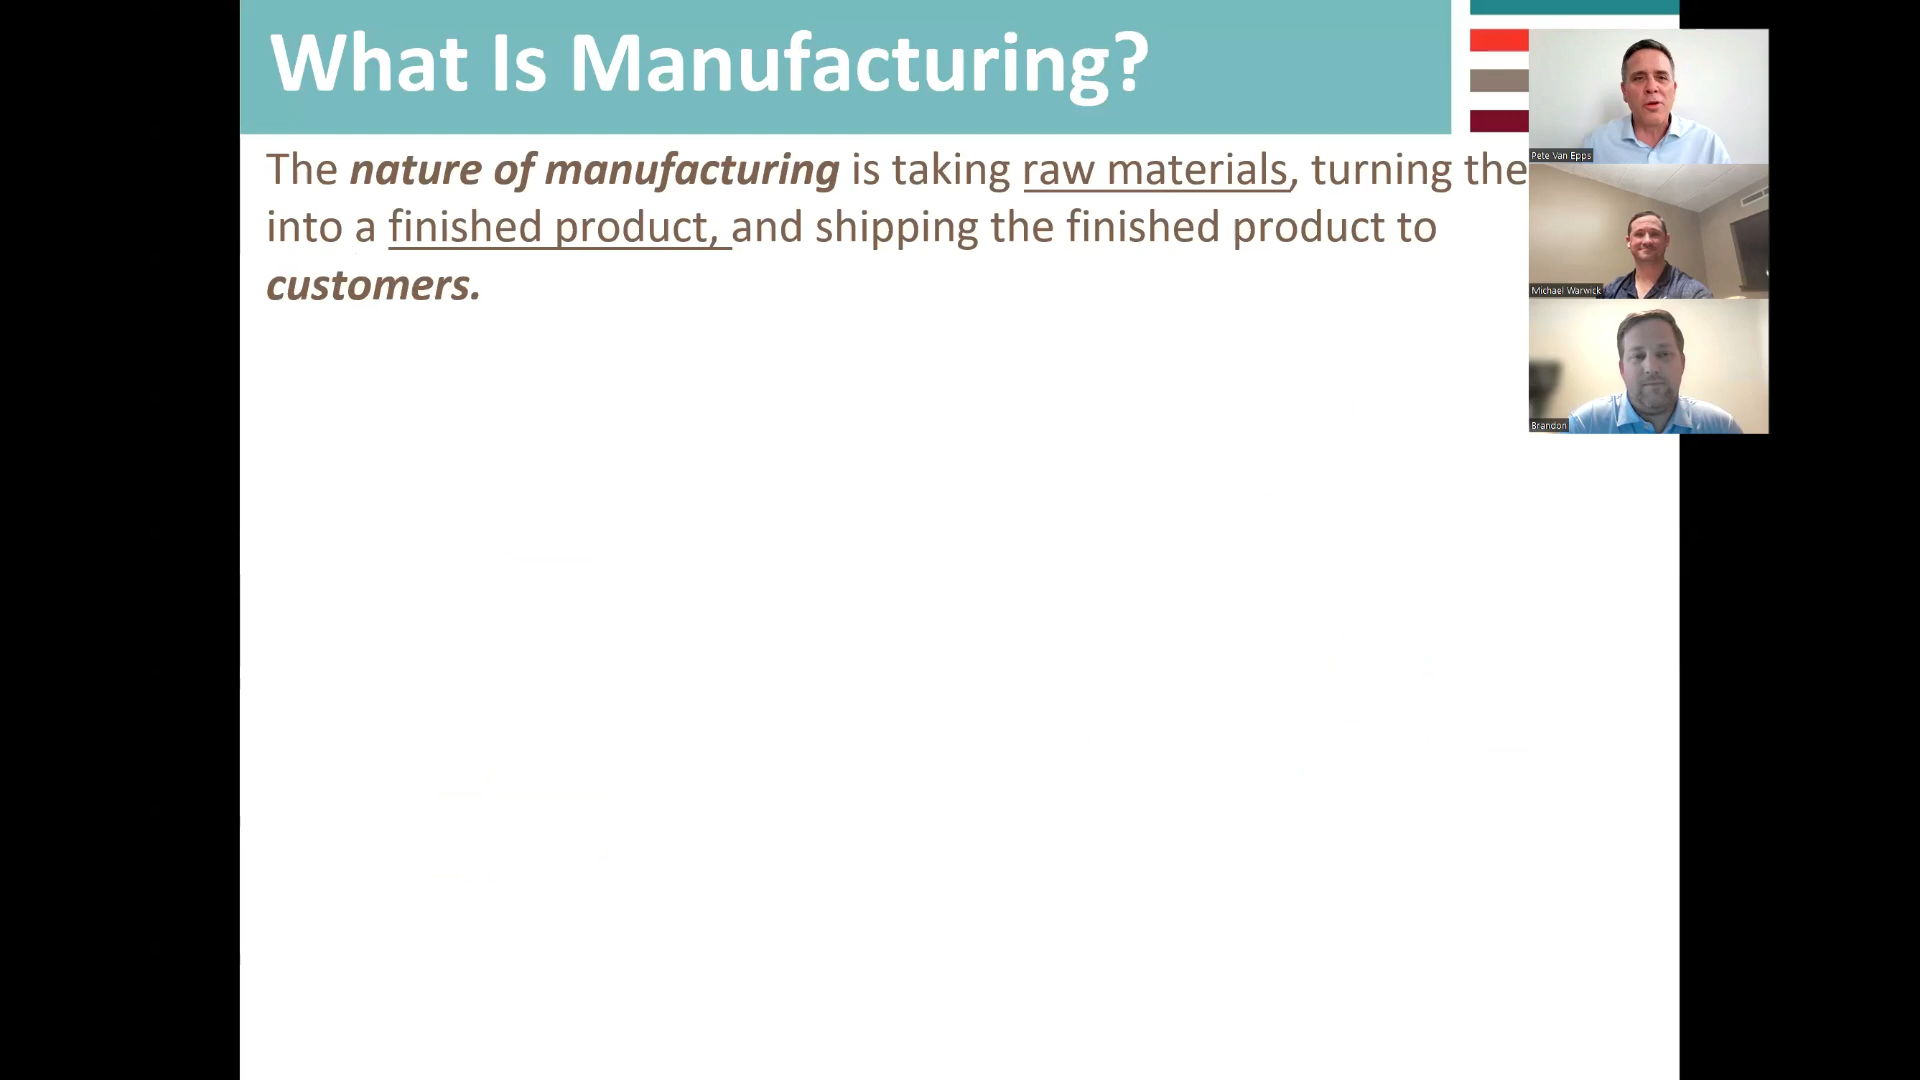 What Is Manufacturing?
The nature of manufacturing is taking raw materials, turning the
into a finished product, and shipping the finished product to
customers.
Pete Van Epps
Michael Warwick
Brandon